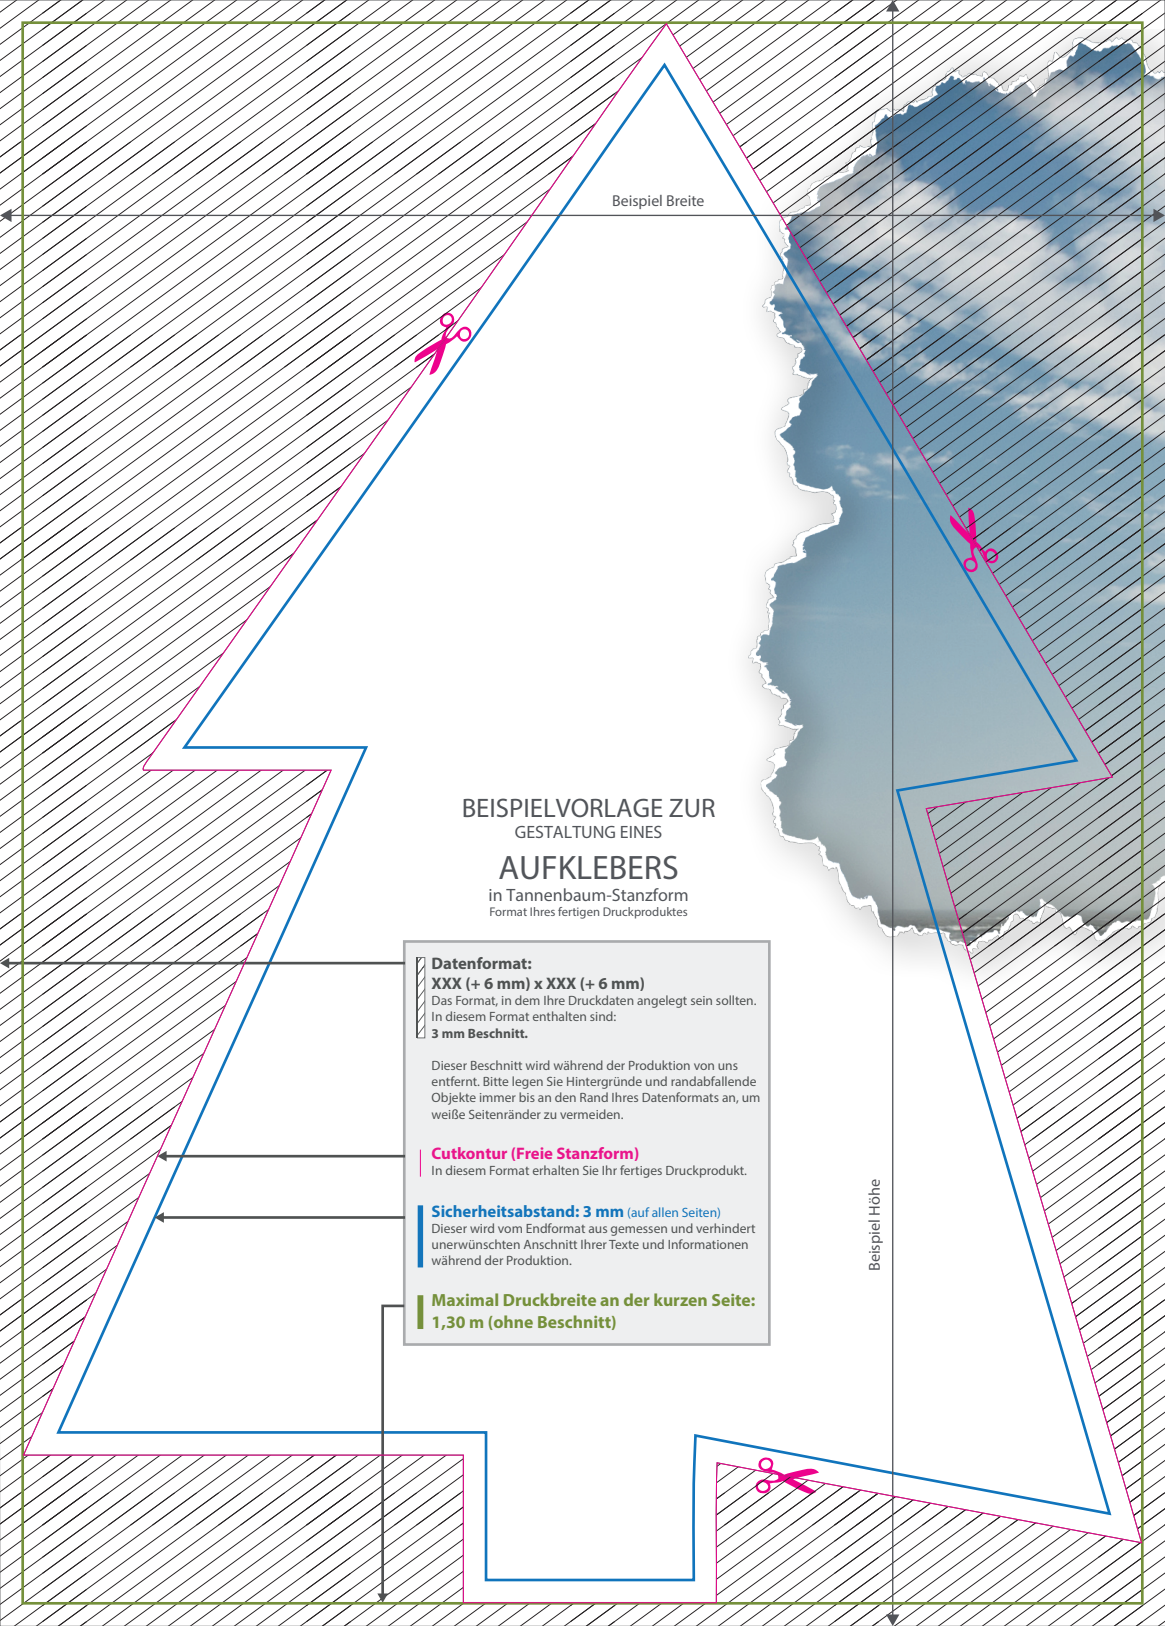 Beispiel Breite
BEISPIELVORLAGE ZUR
GESTALTUNG EINES
AUFKLEBERS
in Tannenbaum-Stanzform
Format Ihres fertigen Druckproduktes
Datenformat:
XXX (+ 6 mm) x XXX (+ 6 mm)
Das Format, in dem Ihre Druckdaten angelegt sein sollten.
In diesem Format enthalten sind:
3 mm Beschnitt.
Dieser Beschnitt wird während der Produktion von uns
entfernt. Bitte legen Sie Hintergründe und randabfallende
Objekte immer bis an den Rand Ihres Datenformats an, um
weiße Seitenränder zu vermeiden.
Cutkontur (Freie Stanzform)
In diesem Format erhalten Sie Ihr fertiges Druckprodukt.
Sicherheitsabstand: 3 mm (auf allen Seiten)
Dieser wird vom Endformat aus gemessen und verhindert
unerwünschten Anschnitt Ihrer Texte und Informationen
während der Produktion.
Maximal Druckbreite an der kurzen Seite:
1,30 m (ohne Beschnitt)
Beispiel Höhe